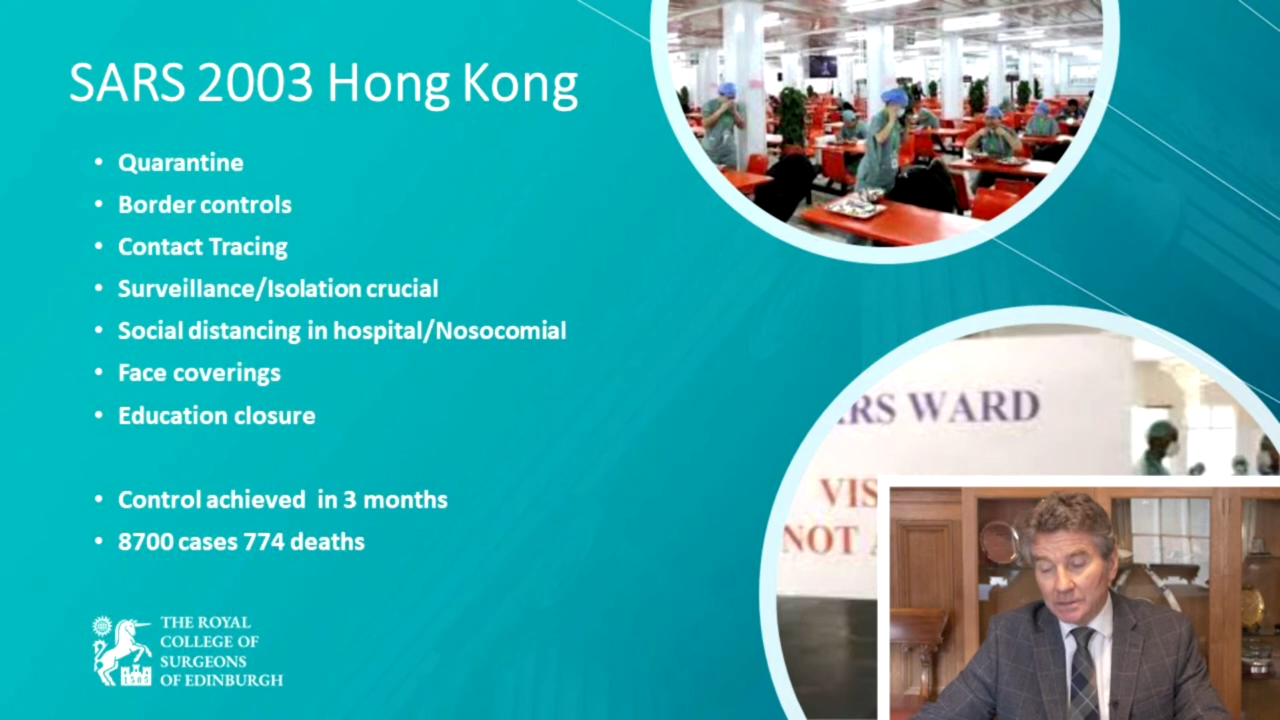 SARS 2003 Hong Kong
• Quarantine
• Border controls
• Contact Tracing
• Surveillance/Isolation crucial
• Social distancing in hospital/Nosocomial
• Face coverings
• Education closure
• Control achieved in 3 months
• 8700 cases 774 deaths
THE ROYAL
COLLEGE OF
SURGEONS
OF EDINBURGH
RS WARD
VIS
NOT